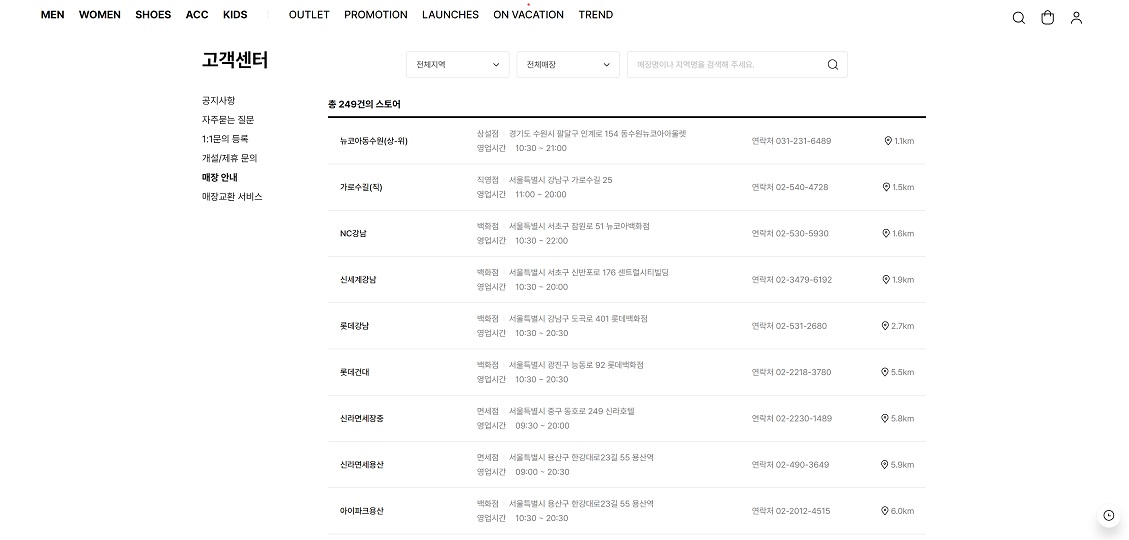 MEN WOMEN SHOES ACC KIDS OUTLET PROMOTION LAUNCHES ON VACATION TREND
고객센터
전체지역 전체매장 매장명이나 지역명을 검색해 주세요.
공지사항
자주묻는 질문
1:1문의 등록
개설/제휴 문의
매장 안내
매장교환 서비스
총 249건의 스토어
뉴코아동수원(상-위) 상설점 경기도 수원시 팔달구 인계로 154 동수원뉴코아아울렛 연락처 031-231-6489 1.1km
영업시간 10:30 ~ 21:00
가로수길(직) 직영점 서울특별시 강남구 가로수길 25 연락처 02-540-4728 1.5km
영업시간 11:00 ~ 20:00
NC강남 백화점 서울특별시 서초구 잠원로 51 뉴코아백화점 연락처 02-530-5930 1.6km
영업시간 10:30 ~ 22:00
신세계강남 백화점 서울특별시 서초구 신반포로 176 센트럴시티빌딩 연락처 02-3479-6192 1.9km
영업시간 10:30 ~ 20:00
롯데강남 백화점 서울특별시 강남구 도곡로 401 롯데백화점 연락처 02-531-2680 2.7km
영업시간 10:30 ~ 20:30
롯데건대 백화점 서울특별시 광진구 능동로 92 롯데백화점 연락처 02-2218-3780 5.5km
영업시간 10:30 ~ 20:30
신라면세장충 면세점 서울특별시 중구 동호로 249 신라호텔 연락처 02-2230-1489 5.8km
영업시간 09:30 ~ 20:00
신라면세용산 면세점 서울특별시 용산구 한강대로23길 55 용산역 연락처 02-490-3649 5.9km
영업시간 09:00 ~ 20:30
아이파크용산 백화점 서울특별시 용산구 한강대로23길 55 용산역 연락처 02-2012-4515 6.0km
영업시간 10:30 ~ 20:30